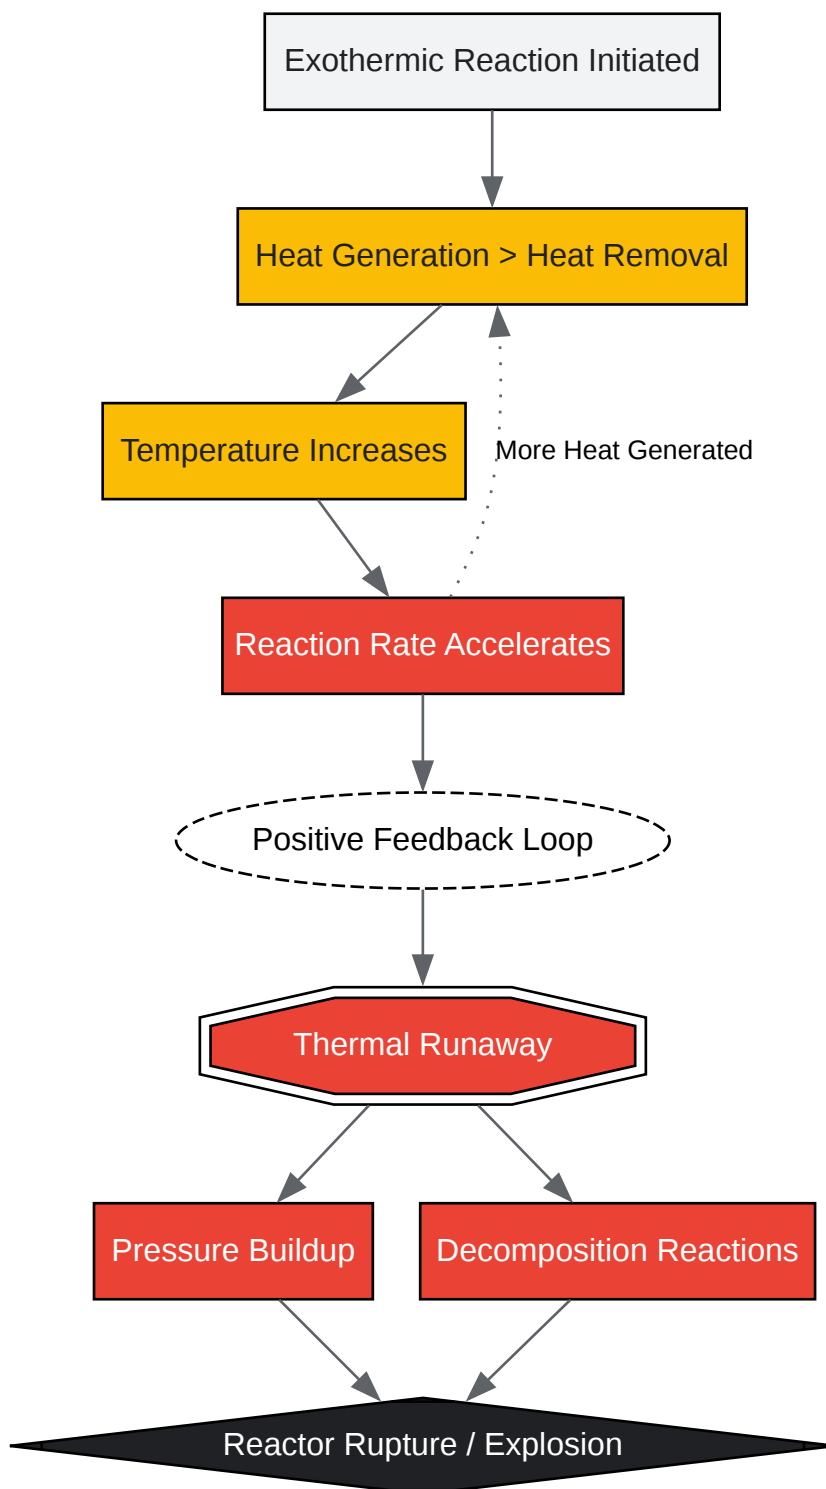 Exothermic Reaction Initiated
Heat Generation > Heat Removal
Temperature Increases
More Heat Generated
Reaction Rate Accelerates
Positive Feedback Loop
Thermal Runaway
Pressure Buildup
Decomposition Reactions
Reactor Rupture / Explosion